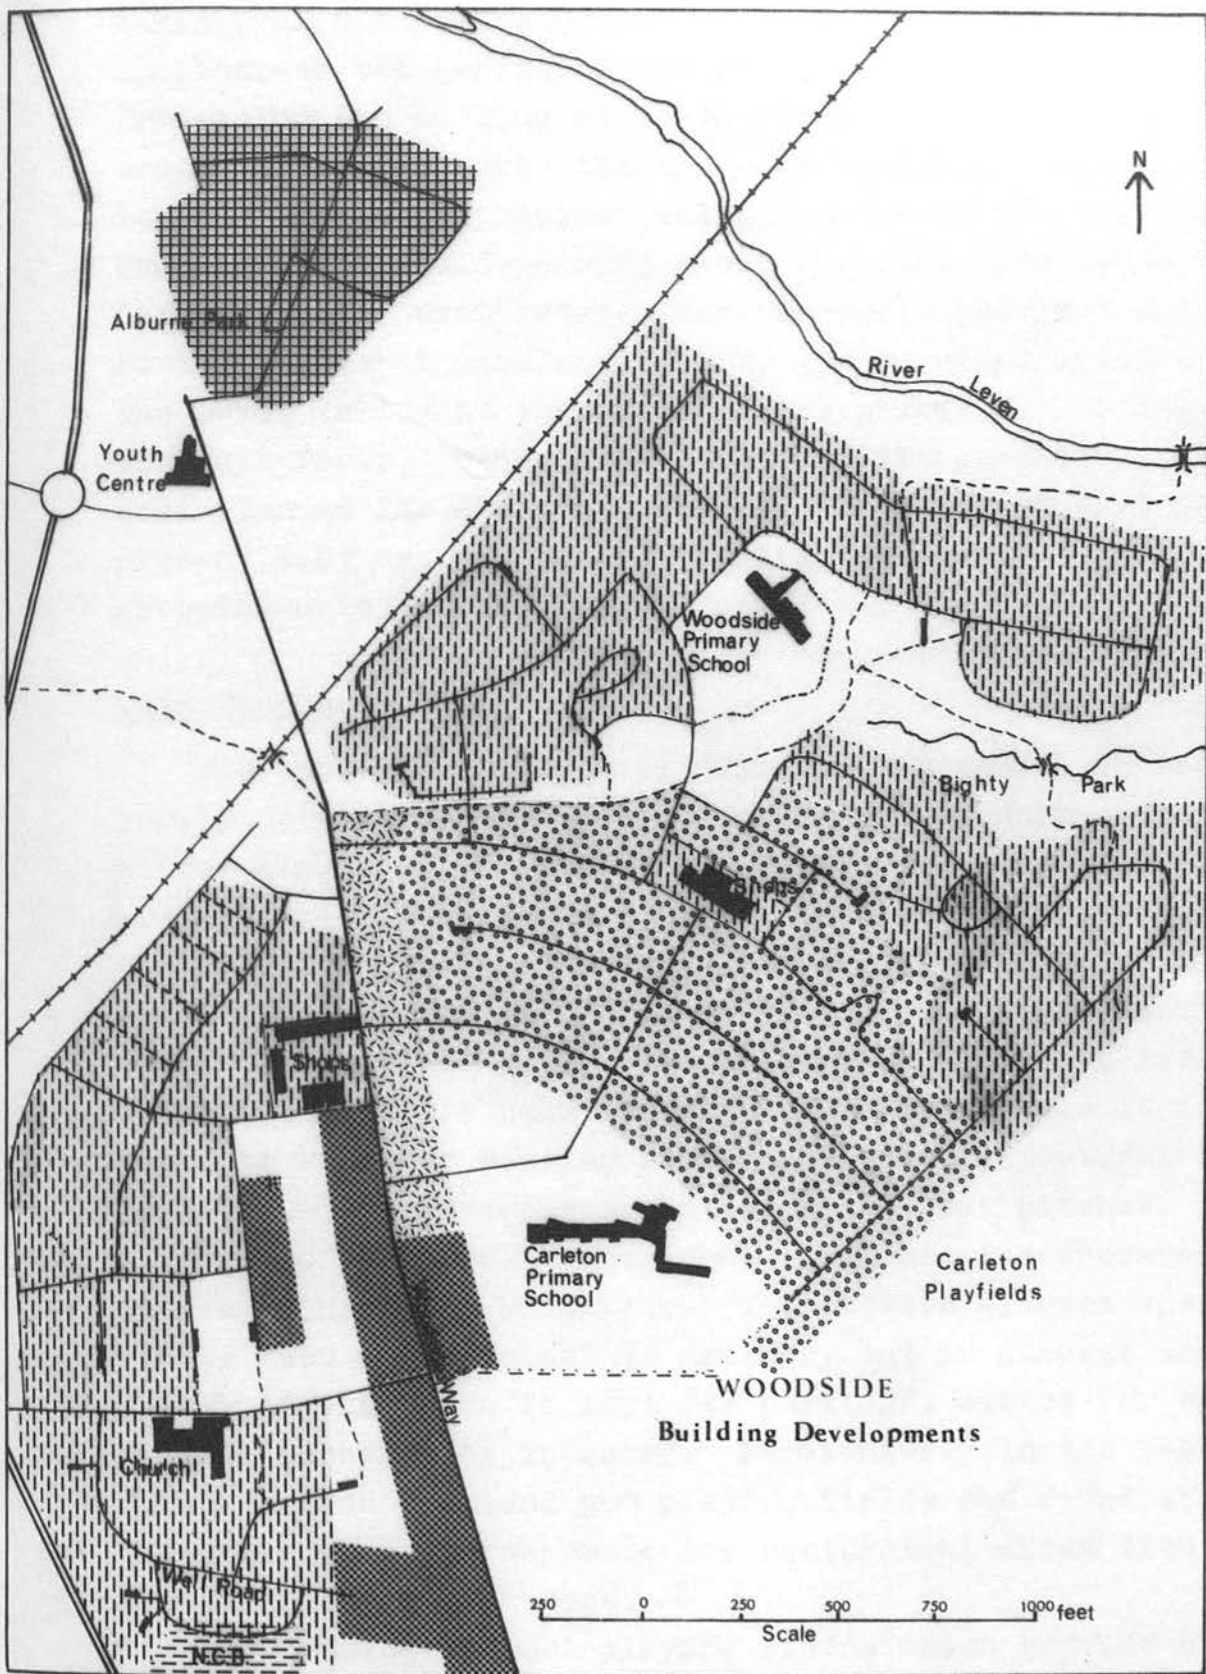 N
Alburne Park
River
Leven
Youth
Centre
Woodside
Primary
School
Bighty
Park
Shops
Shops
Carleton
Primary
School
Carleton
Playfields
Way
WOODSIDE
Building Developments
Church
Well Road
N.C.B.
250 0 250 500 750 1000 feet
Scale